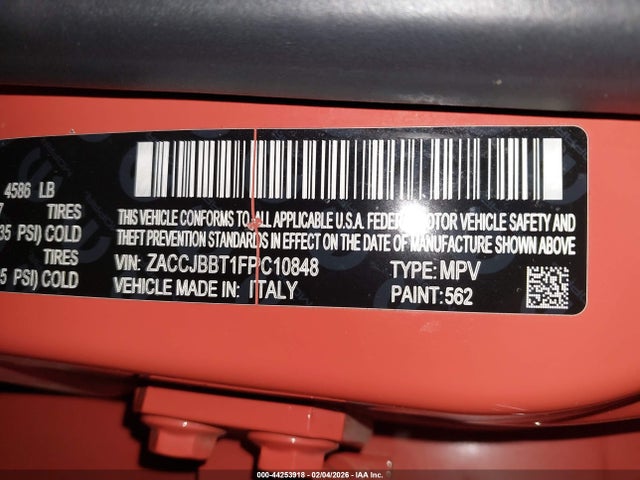 4586 LB
TIRES
35 PSI) COLD
TIRES
5 PSI) COLD
THIS VEHICLE CONFORMS TO ALL APPLICABLE U.S.A. FEDERAL MOTOR VEHICLE SAFETY AND
THEFT PREVENTION STANDARDS IN EFFECT ON THE DATE OF MANUFACTURE SHOWN ABOVE
VIN: ZACCJBBT1FPC10848 TYPE: MPV
VEHICLE MADE IN: ITALY PAINT: 562
000-44253918 - 02/04/2026 - IAA Inc.